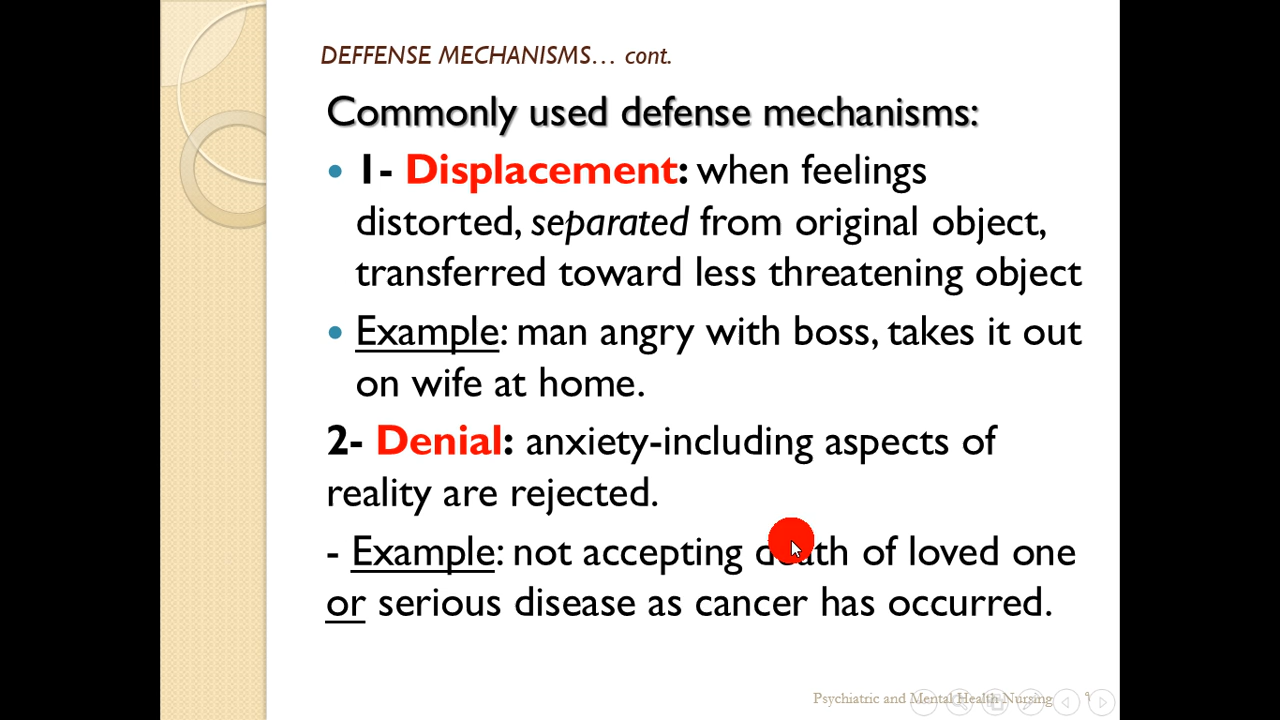 DEFFENSE MECHANISMS… cont.
Commonly used defense mechanisms:
• 1- Displacement: when feelings
distorted, separated from original object,
transferred toward less threatening object
• Example: man angry with boss, takes it out
on wife at home.
2- Denial: anxiety-including aspects of
reality are rejected.
- Example: not accepting death of loved one
or serious disease as cancer has occurred.
Psychiatric and Mental Health Nursing ٩